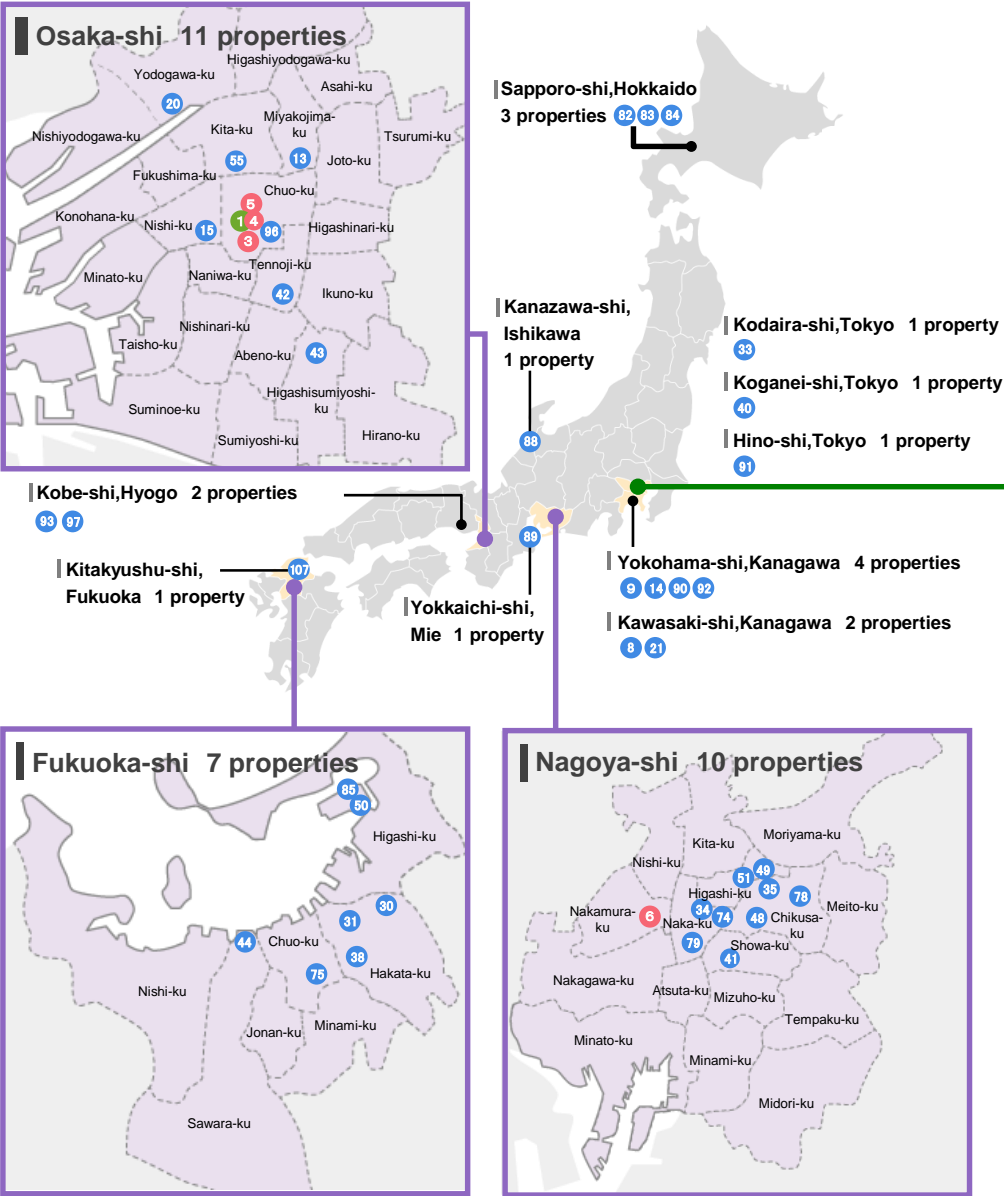 Osaka-shi 11 properties
Higashiyodogawa-ku
Yodogawa-ku
Asahi-ku
20
Miyakojima-
ku
Nishiyodogawa-ku
Kita-ku
Tsurumi-ku
55
13
Joto-ku
Fukushima-ku
Chuo-ku
5
Konohana-ku
1
4
Nishi-ku
15
96
Higashinari-ku
3
Tennoji-ku
Minato-ku
Naniwa-ku
42
Ikuno-ku
Nishinari-ku
Taisho-ku
Abeno-ku
43
Higashisumiyoshi-
ku
Suminoe-ku
Sumiyoshi-ku
Hirano-ku
Sapporo-shi,Hokkaido
3 properties 82 83 84
Kanazawa-shi,
Ishikawa
1 property
88
Kodaira-shi,Tokyo 1 property
33
Koganei-shi,Tokyo 1 property
40
Hino-shi,Tokyo 1 property
91
Kobe-shi,Hyogo 2 properties
93 97
Kitakyushu-shi,
Fukuoka 1 property
107
89
Yokkaichi-shi,
Mie 1 property
Yokohama-shi,Kanagawa 4 properties
9 14 90 92
Kawasaki-shi,Kanagawa 2 properties
8 21
Fukuoka-shi 7 properties
85
50
Higashi-ku
30
31
44
Chuo-ku
38
75
Hakata-ku
Nishi-ku
Jonan-ku
Minami-ku
Sawara-ku
Nagoya-shi 10 properties
Moriyama-ku
Kita-ku
Nishi-ku
49
51
35
Higashi-ku
78
Meito-ku
Nakamura-
ku
6
34
74
48
Chikusa-
ku
Naka-ku
79
Showa-ku
41
Nakagawa-ku
Atsuta-ku
Mizuho-ku
Tempaku-ku
Minato-ku
Minami-ku
Midori-ku